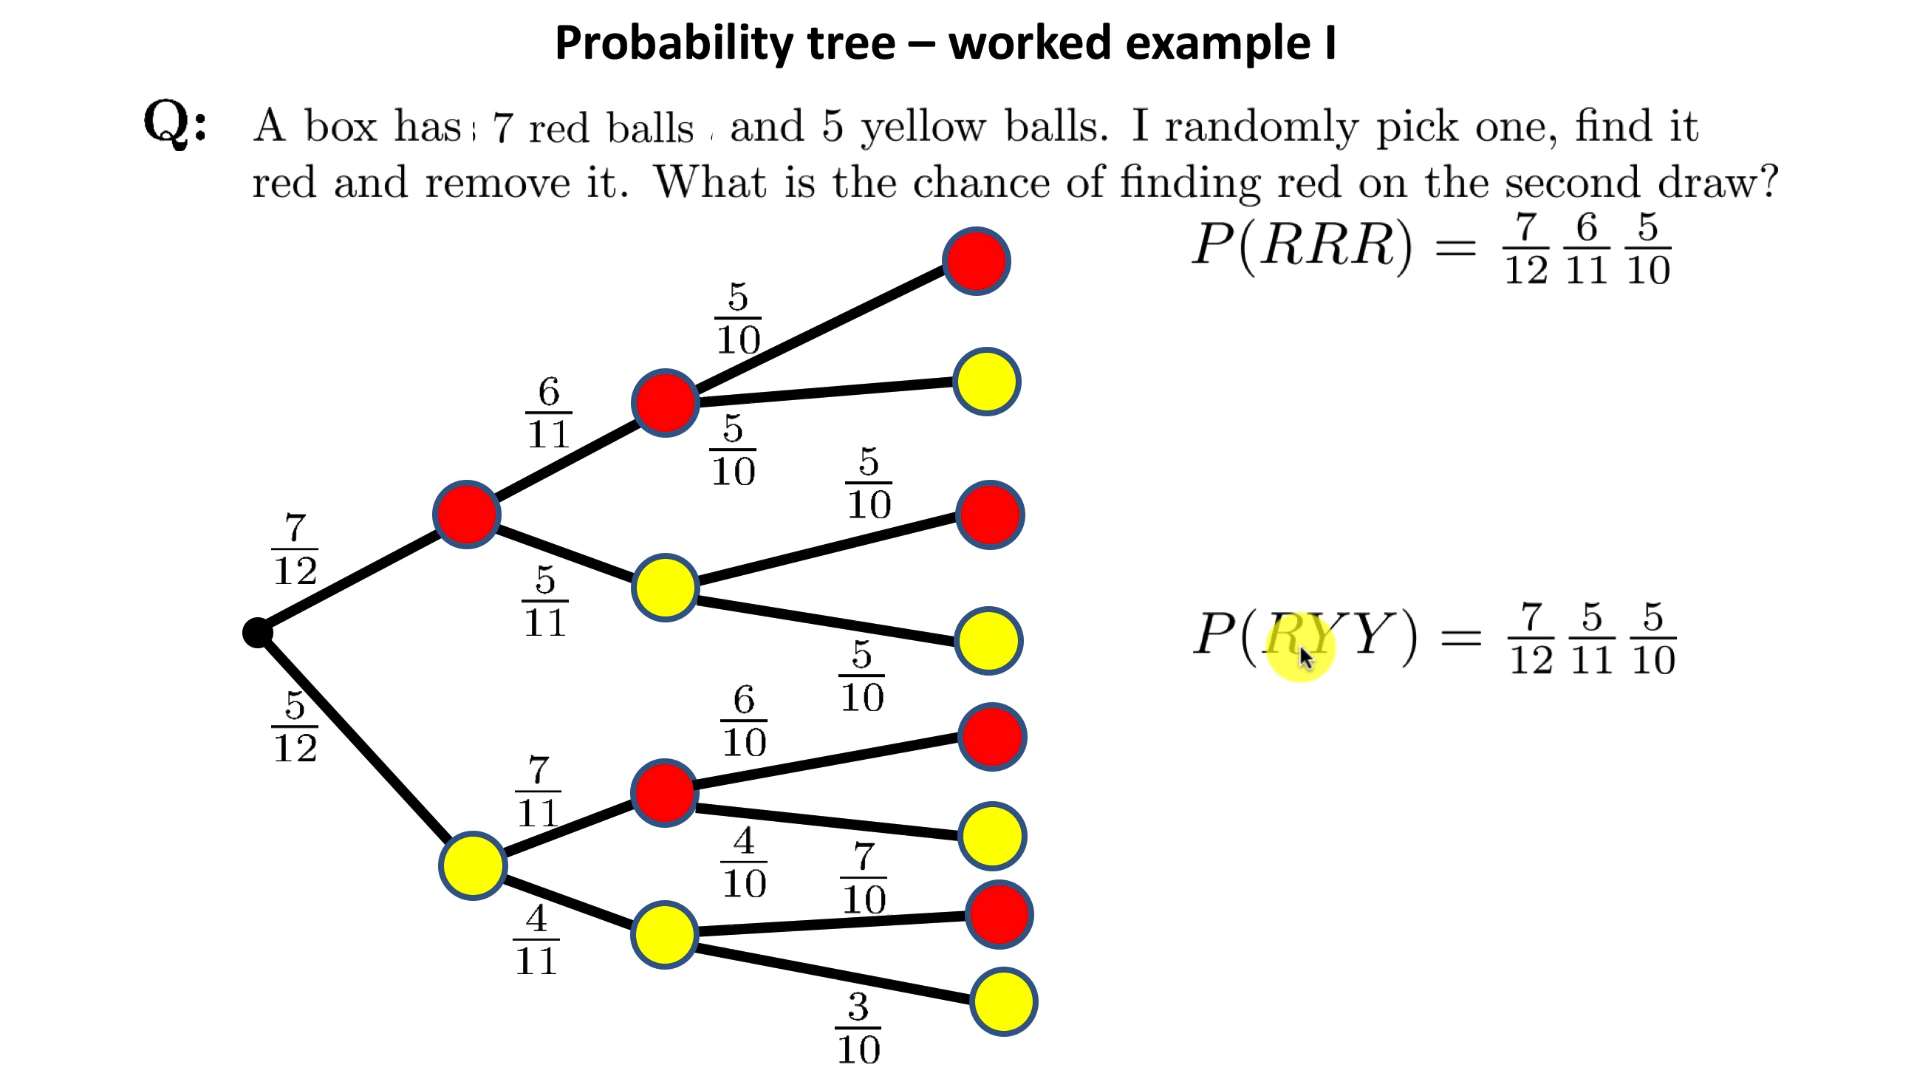 Probability tree – worked example I
Q: A box has 7 red balls and 5 yellow balls. I randomly pick one, find it
red and remove it. What is the chance of finding red on the second draw?
P(RRR) = 7/12 6/11 5/10
5/10
6/11
5/10
5/10
7/12
5/11
P(RYY) = 7/12 5/11 5/10
5/10
5/12
6/10
7/11
4/10
7/10
4/11
3/10